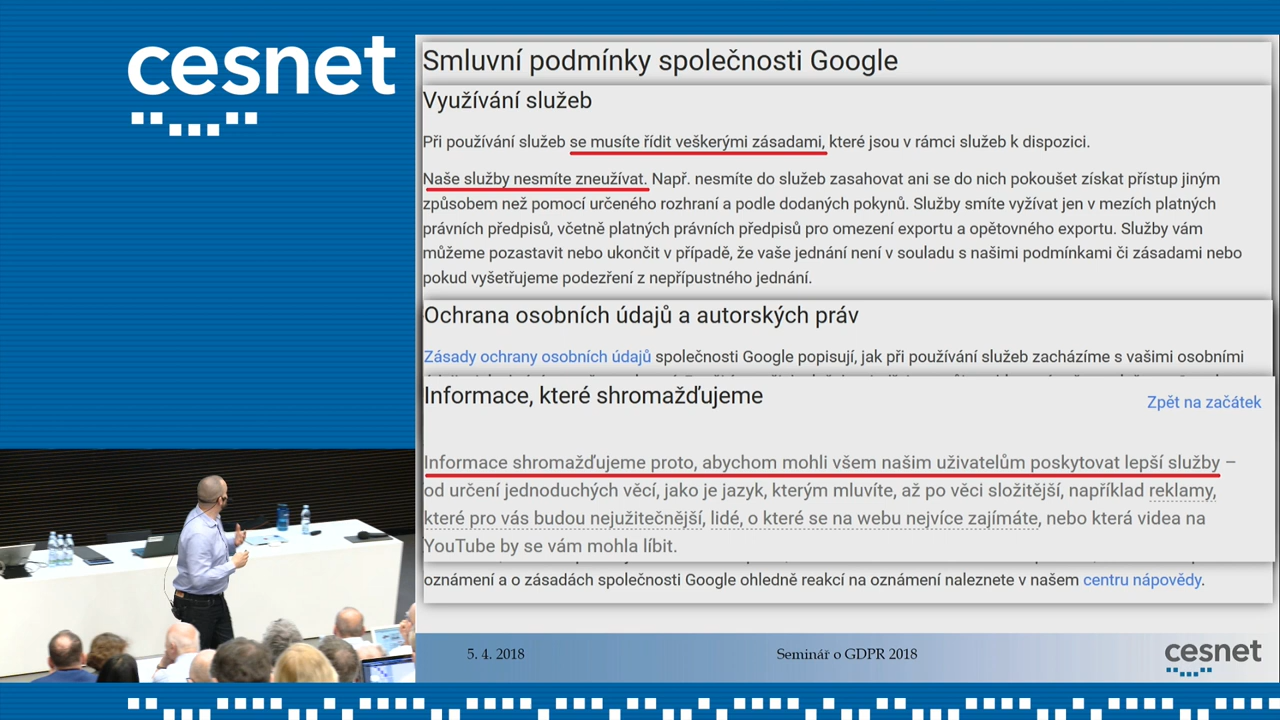 cesnet
Smluvní podmínky společnosti Google
Využívání služeb
Při používání služeb se musíte řídit veškerými zásadami, které jsou v rámci služeb k dispozici.
Naše služby nesmíte zneužívat. Např. nesmíte do služeb zasahovat ani se do nich pokoušet získat přístup jiným
způsobem než pomocí určeného rozhraní a podle dodaných pokynů. Služby smíte vyžívat jen v mezích platných
právních předpisů, včetně platných právních předpisů pro omezení exportu a opětovného exportu. Služby vám
můžeme pozastavit nebo ukončit v případě, že vaše jednání není v souladu s našimi podmínkami či zásadami nebo
pokud vyšetřujeme podezření z nepřípustného jednání.
Ochrana osobních údajů a autorských práv
Zásady ochrany osobních údajů společnosti Google popisují, jak při používání služeb zacházíme s vašimi osobními
Informace, které shromažďujeme
Zpět na začátek
Informace shromažďujeme proto, abychom mohli všem našim uživatelům poskytovat lepší služby –
od určení jednoduchých věcí, jako je jazyk, kterým mluvíte, až po věci složitější, například reklamy,
které pro vás budou nejužitečnější, lidé, o které se na webu nejvíce zajímáte, nebo která videa na
YouTube by se vám mohla líbit.
oznámení a o zásadách společnosti Google ohledně reakcí na oznámení naleznete v našem centru nápovědy.
5. 4. 2018
Seminář o GDPR 2018
cesnet